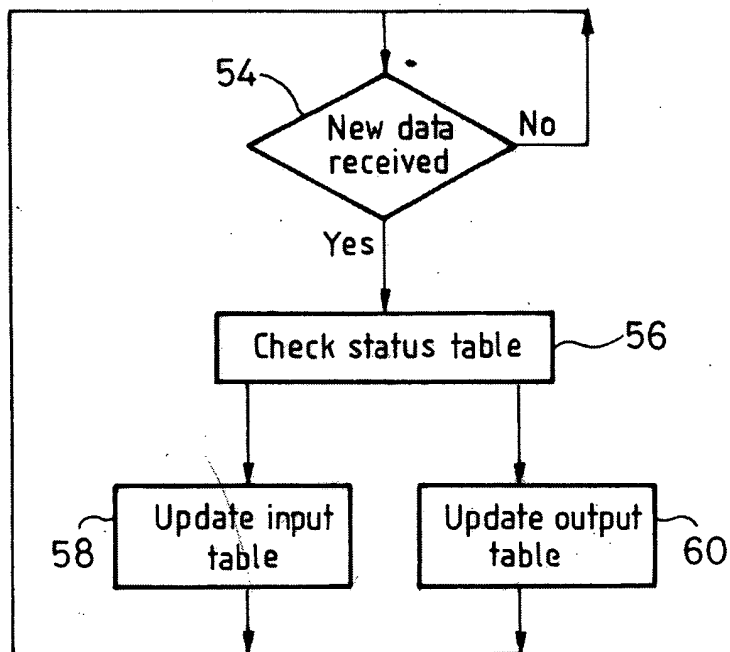 54
New data
received
No
Yes
Check status table
56
Update input
table
58
Update output
table
60